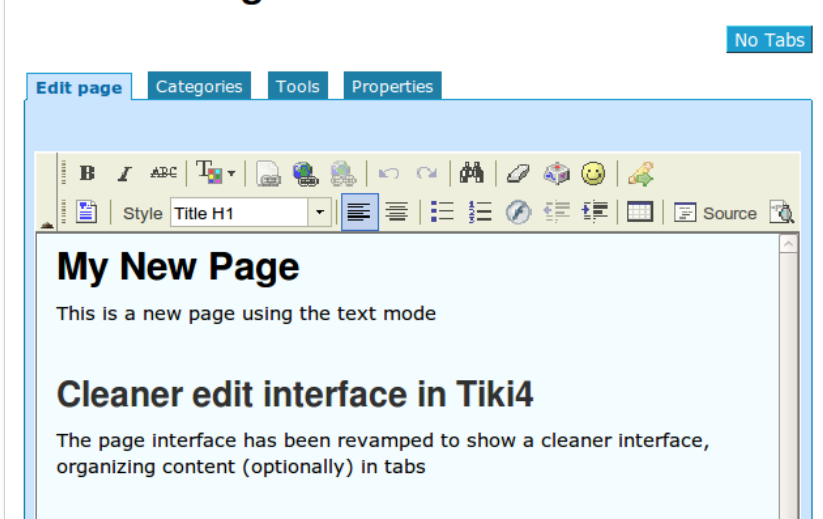 No Tabs
Edit page Categories Tools Properties
B I ABC T
Style Title H1 Source
My New Page
This is a new page using the text mode
Cleaner edit interface in Tiki4
The page interface has been revamped to show a cleaner interface,
organizing content (optionally) in tabs